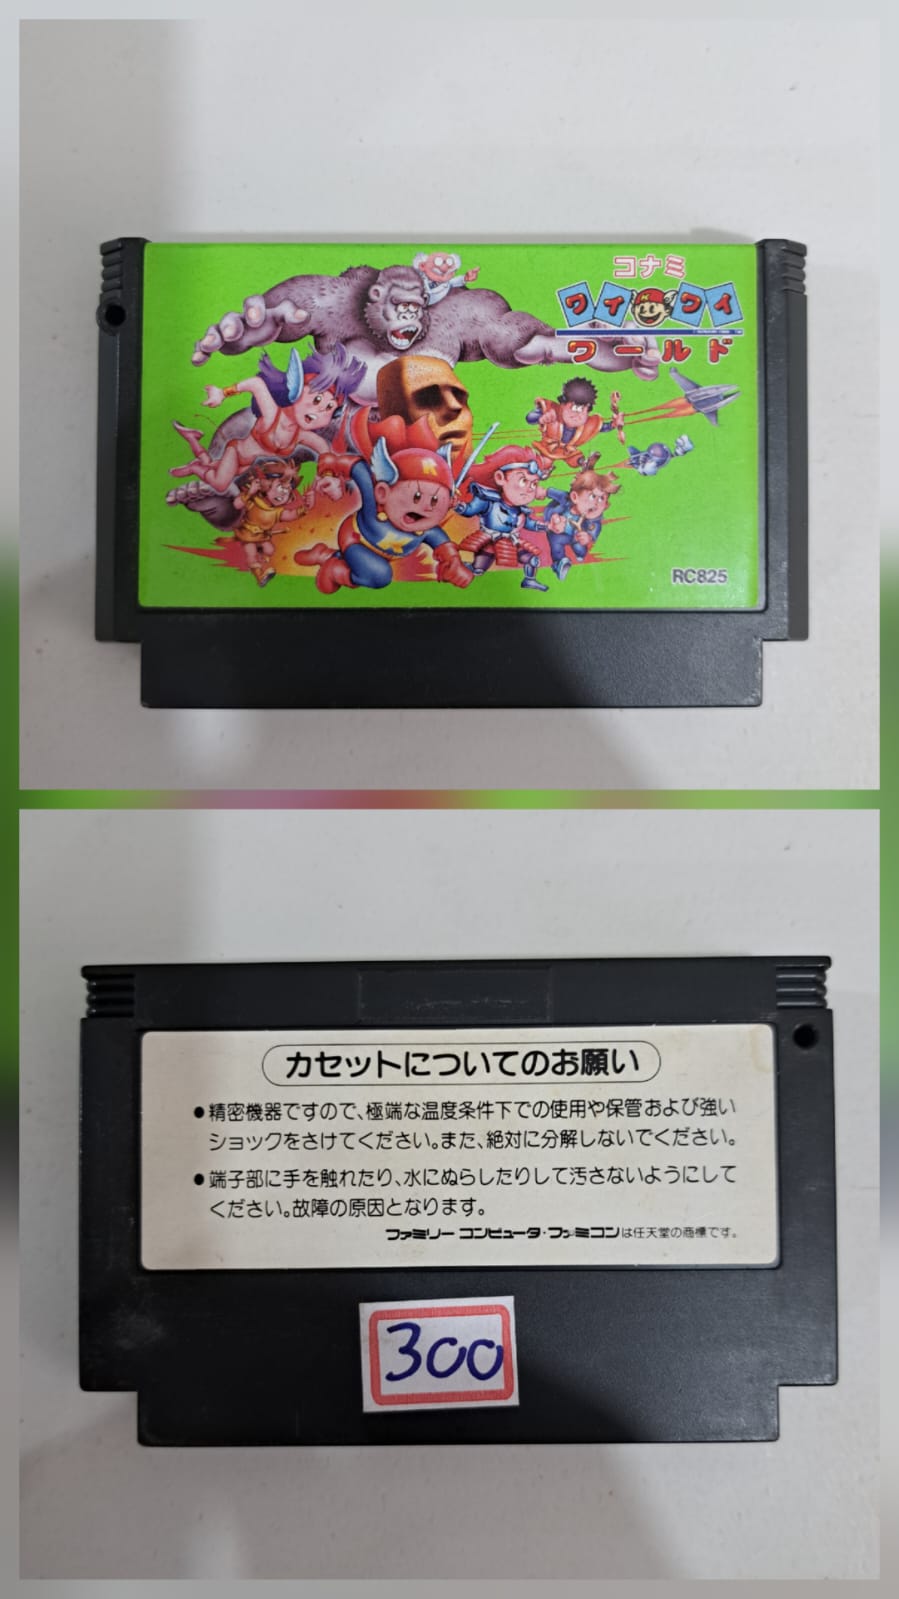 コナミ
ワイワイ
ワールド
RC825
カセットについてのお願い
●精密機器ですので、極端な温度条件下での使用や保管および強い
ショックをさけてください。また、絶対に分解しないでください。
●端子部に手を触れたり、水にぬらしたりして汚さないようにして
ください。故障の原因となります。
ファミリーコンピュータ・ファミコンは任天堂の商標です。
300